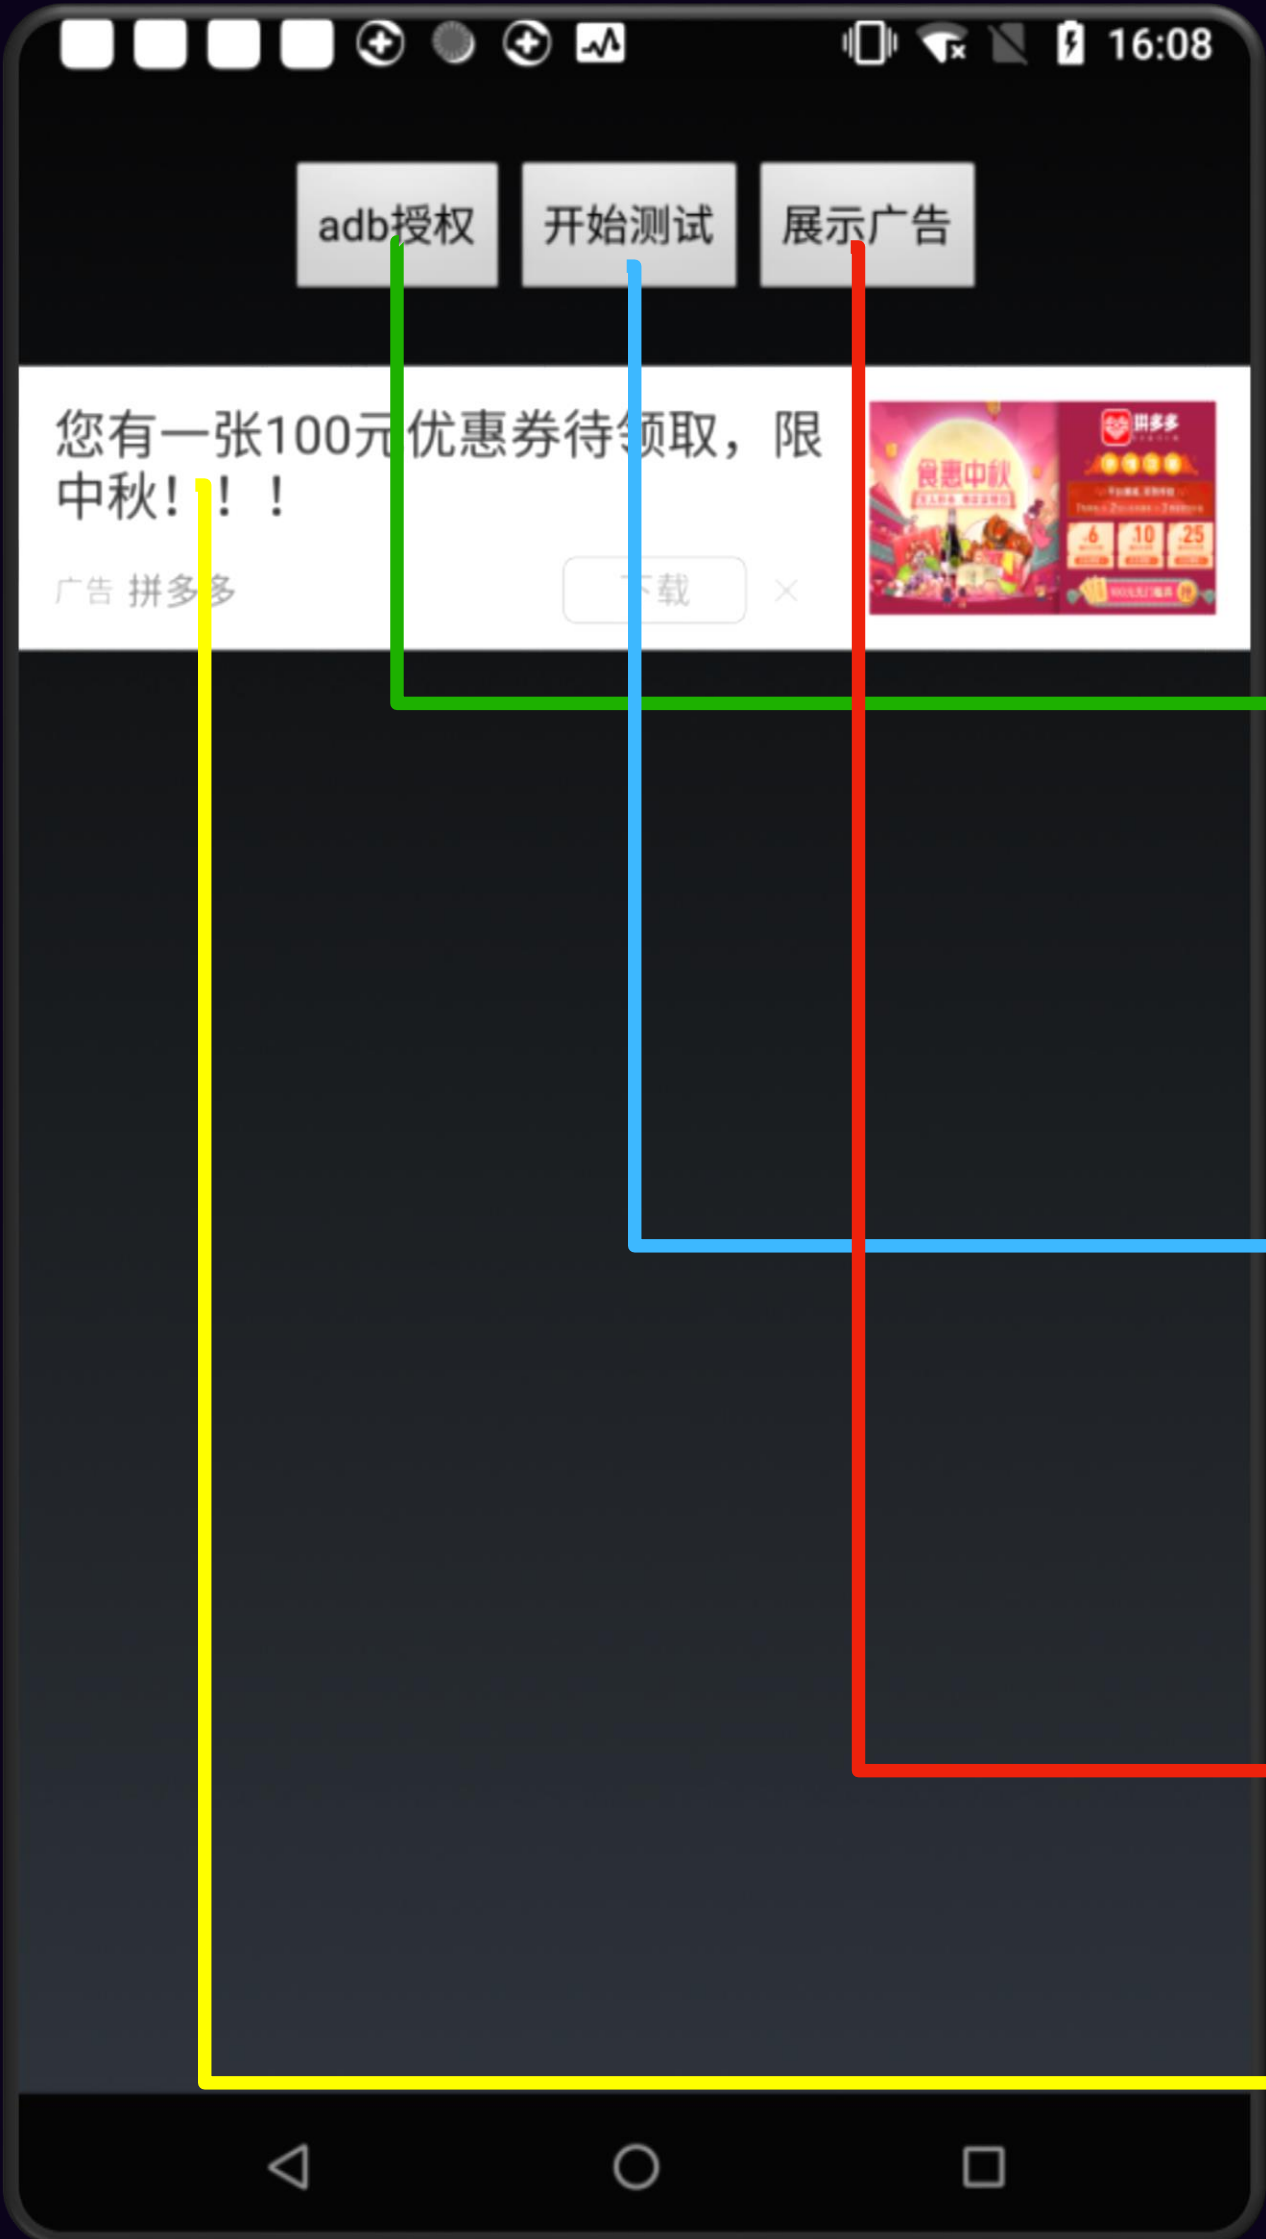 16:08
adb授权 开始测试 展示广告
您有一张100元优惠券待领取，限
中秋！！！
广告 拼多多
下载
食惠中秋
拼多多
6 10 25